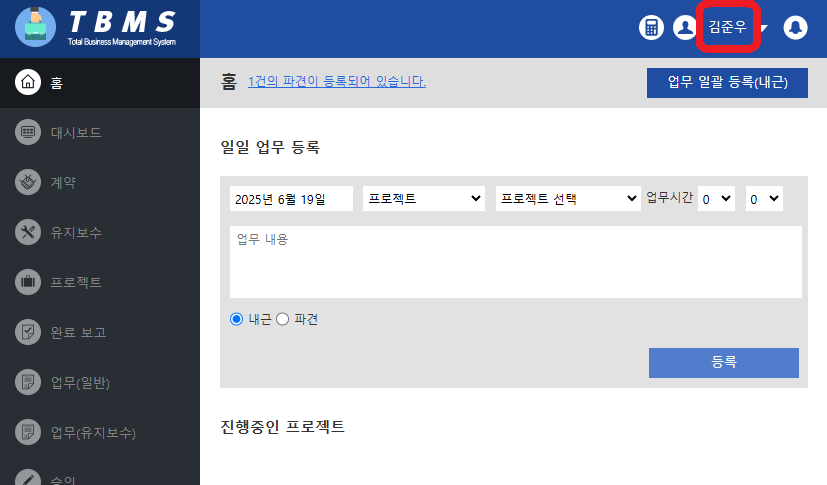 TBMS
Total Business Management System
김준우
홈
대시보드
계약
유지보수
프로젝트
완료 보고
업무(일반)
업무(유지보수)
승인
홈 1건의 파견이 등록되어 있습니다.
업무 일괄 등록(내근)
일일 업무 등록
2025년 6월 19일 프로젝트 프로젝트 선택 업무시간 0 0
업무 내용
내근 파견
등록
진행중인 프로젝트